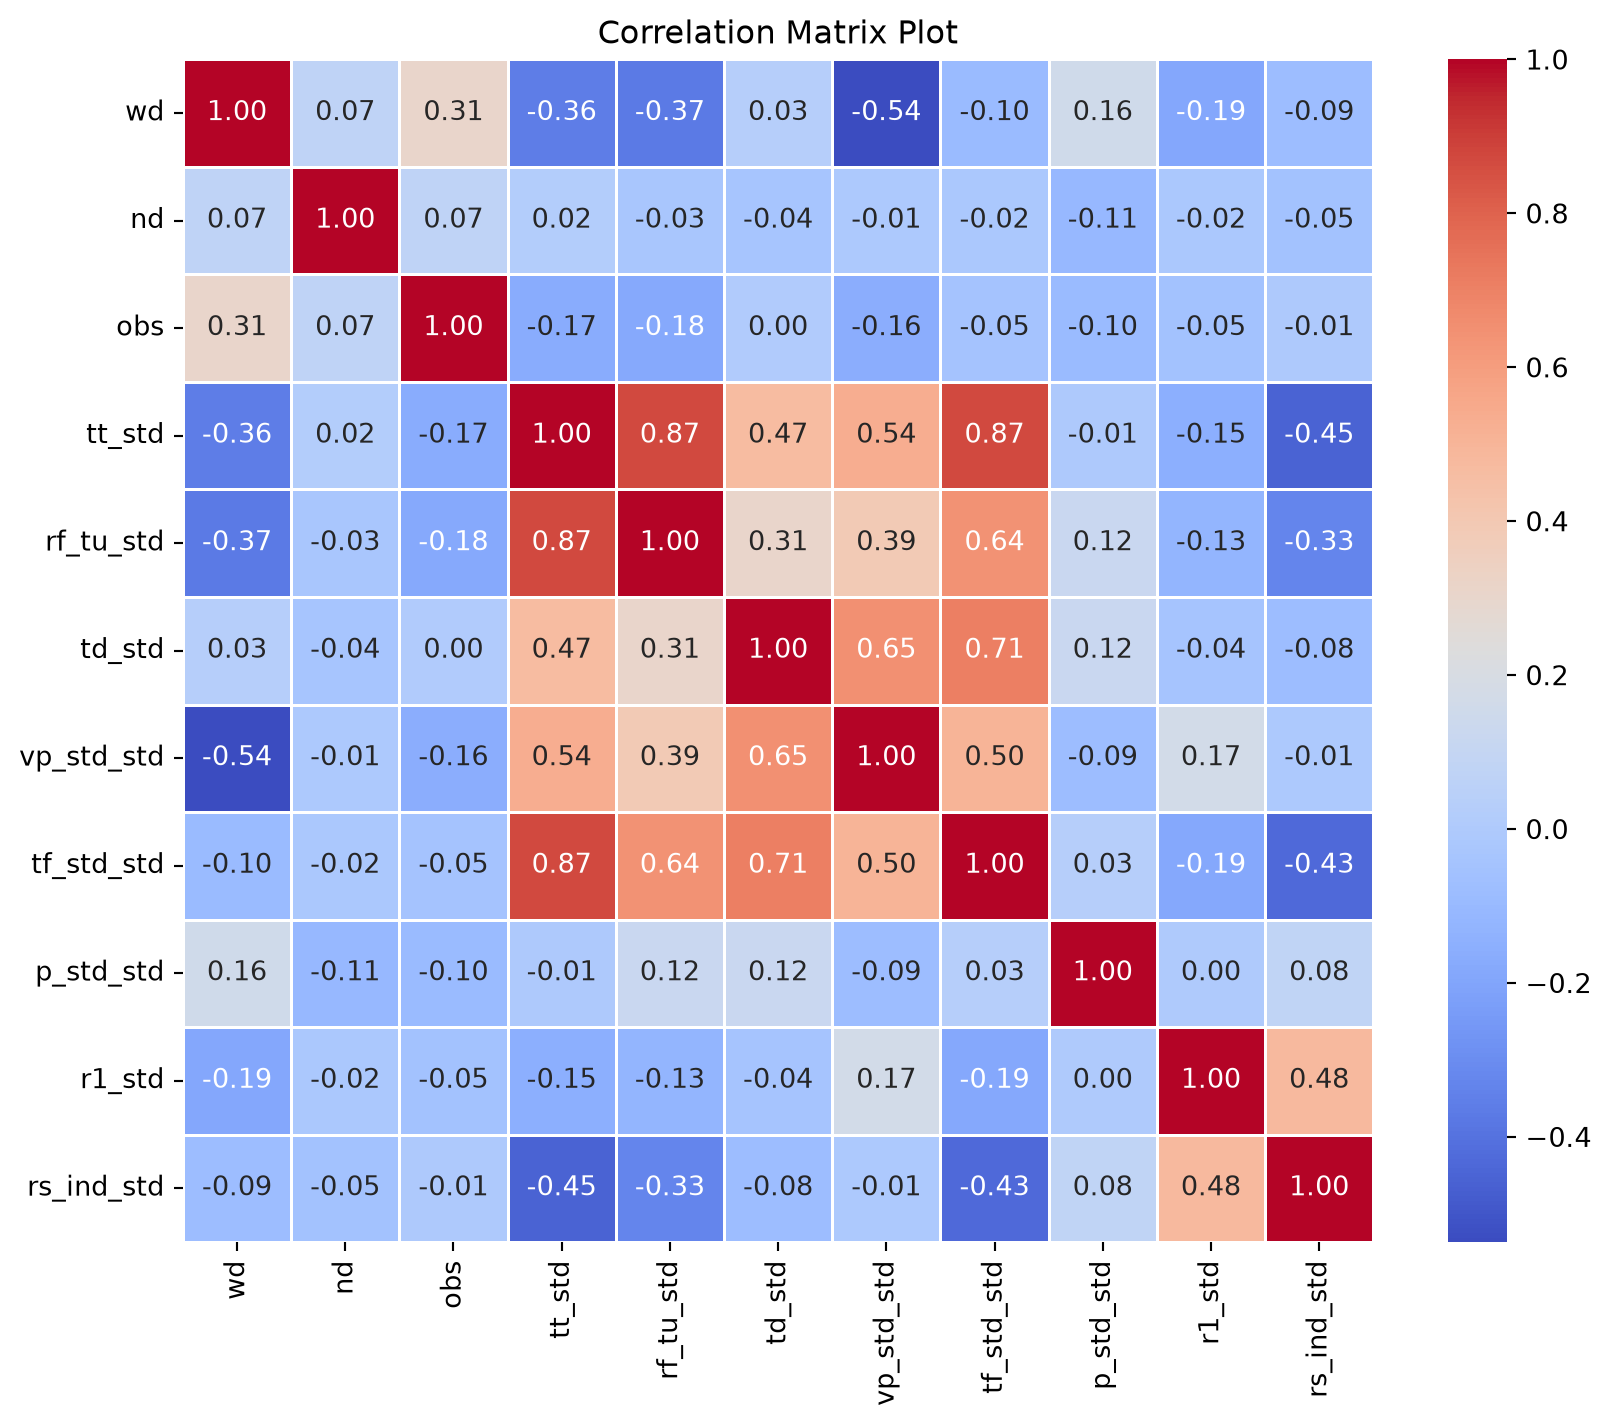 Correlation Matrix Plot
wd 1.00 0.07 0.31 -0.36 -0.37 0.03 -0.54 -0.10 0.16 -0.19 -0.09
nd 0.07 1.00 0.07 0.02 -0.03 -0.04 -0.01 -0.02 -0.11 -0.02 -0.05
obs 0.31 0.07 1.00 -0.17 -0.18 0.00 -0.16 -0.05 -0.10 -0.05 -0.01
tt_std -0.36 0.02 -0.17 1.00 0.87 0.47 0.54 0.87 -0.01 -0.15 -0.45
rf_tu_std -0.37 -0.03 -0.18 0.87 1.00 0.31 0.39 0.64 0.12 -0.13 -0.33
td_std 0.03 -0.04 0.00 0.47 0.31 1.00 0.65 0.71 0.12 -0.04 -0.08
vp_std_std -0.54 -0.01 -0.16 0.54 0.39 0.65 1.00 0.50 -0.09 0.17 -0.01
tf_std_std -0.10 -0.02 -0.05 0.87 0.64 0.71 0.50 1.00 0.03 -0.19 -0.43
p_std_std 0.16 -0.11 -0.10 -0.01 0.12 0.12 -0.09 0.03 1.00 0.00 0.08
r1_std -0.19 -0.02 -0.05 -0.15 -0.13 -0.04 0.17 -0.19 0.00 1.00 0.48
rs_ind_std -0.09 -0.05 -0.01 -0.45 -0.33 -0.08 -0.01 -0.43 0.08 0.48 1.00
wd nd obs tt_std rf_tu_std td_std vp_std_std tf_std_std p_std_std r1_std rs_ind_std
1.0
0.8
0.6
0.4
0.2
0.0
−0.2
−0.4